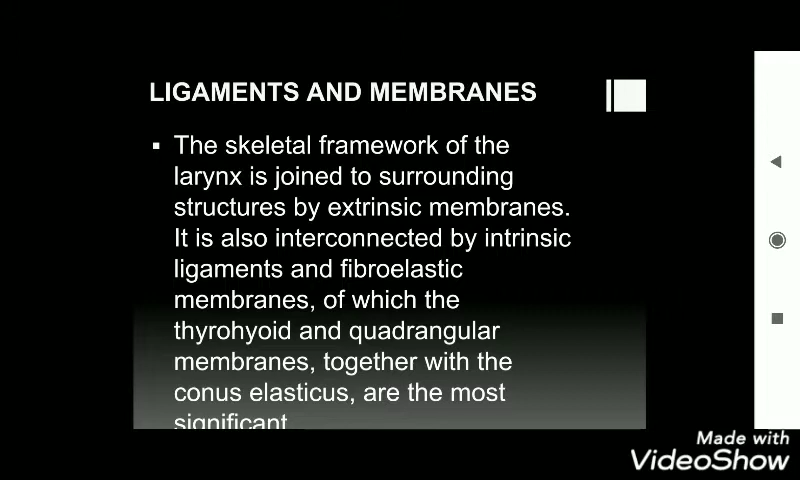 LIGAMENTS AND MEMBRANES
▪ The skeletal framework of the
larynx is joined to surrounding
structures by extrinsic membranes.
It is also interconnected by intrinsic
ligaments and fibroelastic
membranes, of which the
thyrohyoid and quadrangular
membranes, together with the
conus elasticus, are the most
significant
Made with
VideoShow